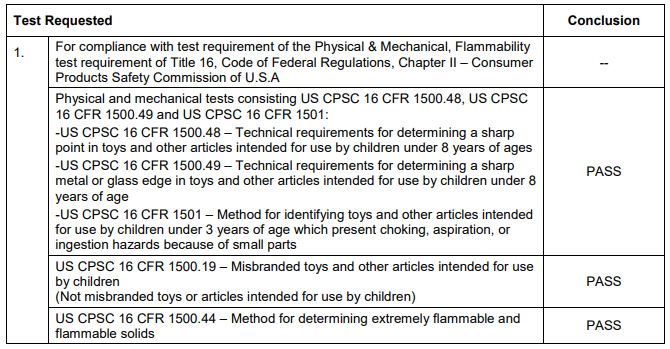 Test Requested Conclusion
1. For compliance with test requirement of the Physical & Mechanical, Flammability
test requirement of Title 16, Code of Federal Regulations, Chapter II – Consumer
Products Safety Commission of U.S.A
--
Physical and mechanical tests consisting US CPSC 16 CFR 1500.48, US CPSC
16 CFR 1500.49 and US CPSC 16 CFR 1501:
-US CPSC 16 CFR 1500.48 – Technical requirements for determining a sharp
point in toys and other articles intended for use by children under 8 years of ages
-US CPSC 16 CFR 1500.49 – Technical requirements for determining a sharp
metal or glass edge in toys and other articles intended for use by children under 8
years of age
-US CPSC 16 CFR 1501 – Method for identifying toys and other articles intended
for use by children under 3 years of age which present choking, aspiration, or
ingestion hazards because of small parts
PASS
US CPSC 16 CFR 1500.19 – Misbranded toys and other articles intended for use
by children
(Not misbranded toys or articles intended for use by children)
PASS
US CPSC 16 CFR 1500.44 – Method for determining extremely flammable and
flammable solids
PASS